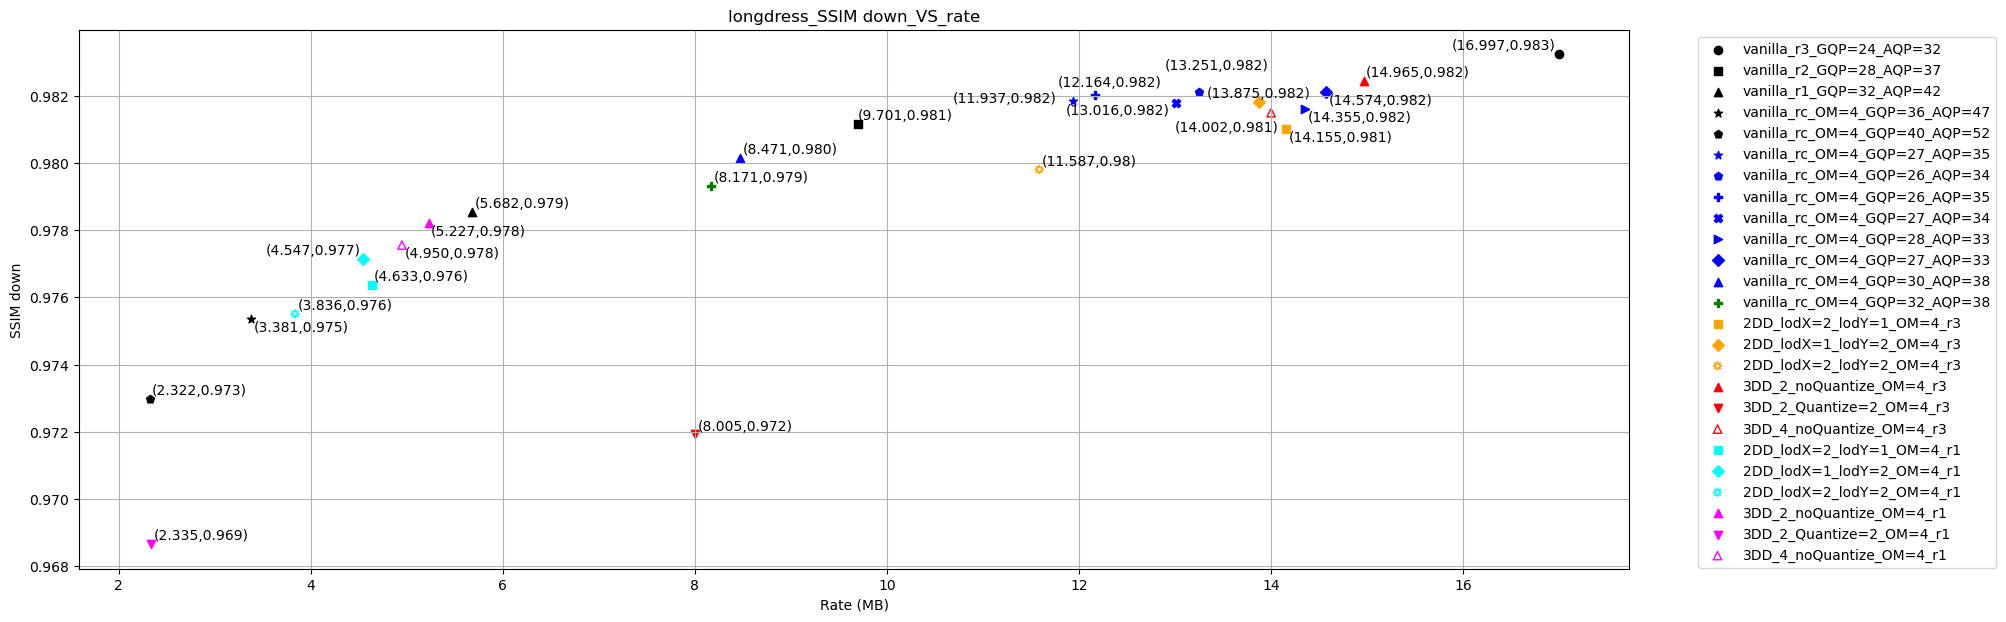 longdress_SSIM down_VS_rate
SSIM down
0.982
0.980
0.978
0.976
0.974
0.972
0.970
0.968
(16.997,0.983)
(13.251,0.982)
(14.965,0.982)
(12.164,0.982)
(11.937,0.982)
(13.875,0.982)
(14.574,0.982)
(13.016,0.982)
(9.701,0.981)
(14.355,0.982)
(14.002,0.981)
(14.155,0.981)
(8.471,0.980)
(11.587,0.98)
(8.171,0.979)
(5.682,0.979)
(5.227,0.978)
(4.547,0.977)
(4.950,0.978)
(4.633,0.976)
(3.836,0.976)
(3.381,0.975)
(2.322,0.973)
(8.005,0.972)
(2.335,0.969)
2
4
6
8
10
12
14
16
Rate (MB)
vanilla_r3_GQP=24_AQP=32
vanilla_r2_GQP=28_AQP=37
vanilla_r1_GQP=32_AQP=42
vanilla_rc_OM=4_GQP=36_AQP=47
vanilla_rc_OM=4_GQP=40_AQP=52
vanilla_rc_OM=4_GQP=27_AQP=35
vanilla_rc_OM=4_GQP=26_AQP=34
vanilla_rc_OM=4_GQP=26_AQP=35
vanilla_rc_OM=4_GQP=27_AQP=34
vanilla_rc_OM=4_GQP=28_AQP=33
vanilla_rc_OM=4_GQP=27_AQP=33
vanilla_rc_OM=4_GQP=30_AQP=38
vanilla_rc_OM=4_GQP=32_AQP=38
2DD_lodX=2_lodY=1_OM=4_r3
2DD_lodX=1_lodY=2_OM=4_r3
2DD_lodX=2_lodY=2_OM=4_r3
3DD_2_noQuantize_OM=4_r3
3DD_2_Quantize=2_OM=4_r3
3DD_4_noQuantize_OM=4_r3
2DD_lodX=2_lodY=1_OM=4_r1
2DD_lodX=1_lodY=2_OM=4_r1
2DD_lodX=2_lodY=2_OM=4_r1
3DD_2_noQuantize_OM=4_r1
3DD_2_Quantize=2_OM=4_r1
3DD_4_noQuantize_OM=4_r1